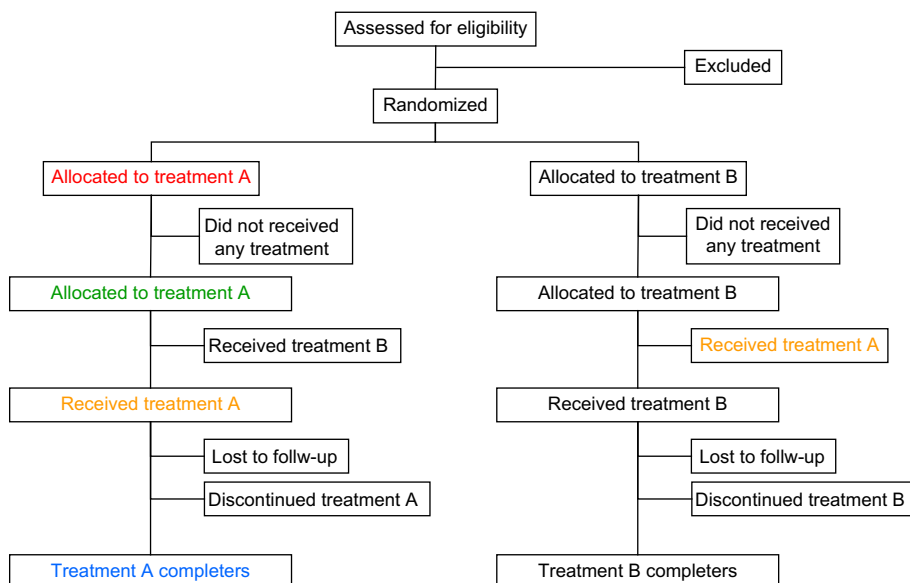 Assessed for eligibility
Excluded
Randomized
Allocated to treatment A
Allocated to treatment B
Did not received
any treatment
Did not received
any treatment
Allocated to treatment A
Allocated to treatment B
Received treatment B
Received treatment A
Received treatment A
Received treatment B
Lost to follw-up
Lost to follw-up
Discontinued treatment A
Discontinued treatment B
Treatment A completers
Treatment B completers